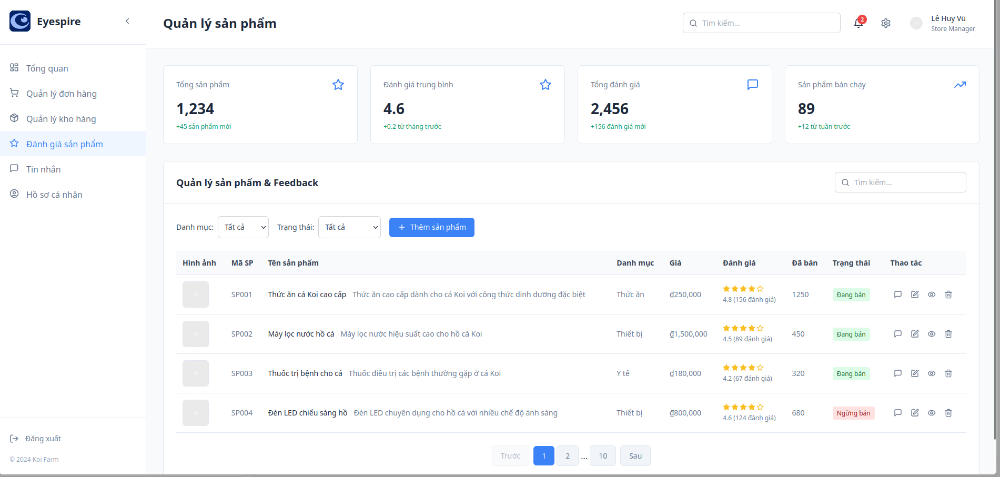 Eyespire
Tổng quan
Quản lý đơn hàng
Quản lý kho hàng
Đánh giá sản phẩm
Tin nhắn
Hồ sơ cá nhân
Đăng xuất
© 2024 Koi Farm
Quản lý sản phẩm
Tìm kiếm...
2
Lê Huy Vũ
Store Manager
Tổng sản phẩm
1,234
+45 sản phẩm mới
Đánh giá trung bình
4.6
+0.2 từ tháng trước
Tổng đánh giá
2,456
+156 đánh giá mới
Sản phẩm bán chạy
89
+12 từ tuần trước
Quản lý sản phẩm & Feedback
Tìm kiếm...
Danh mục: Tất cả Trạng thái: Tất cả Thêm sản phẩm
Hình ảnh Mã SP Tên sản phẩm Danh mục Giá Đánh giá Đã bán Trạng thái Thao tác
SP001 Thức ăn cá Koi cao cấp Thức ăn cao cấp dành cho cá Koi với công thức dinh dưỡng đặc biệt Thức ăn ₫250,000 4.8 (156 đánh giá) 1250 Đang bán
SP002 Máy lọc nước hồ cá Máy lọc nước hiệu suất cao cho hồ cá Koi Thiết bị ₫1,500,000 4.5 (89 đánh giá) 450 Đang bán
SP003 Thuốc trị bệnh cho cá Thuốc điều trị các bệnh thường gặp ở cá Koi Y tế ₫180,000 4.2 (67 đánh giá) 320 Đang bán
SP004 Đèn LED chiếu sáng hồ Đèn LED chuyên dụng cho hồ cá với nhiều chế độ ánh sáng Thiết bị ₫800,000 4.6 (124 đánh giá) 680 Ngừng bán
Trước 1 2 ... 10 Sau